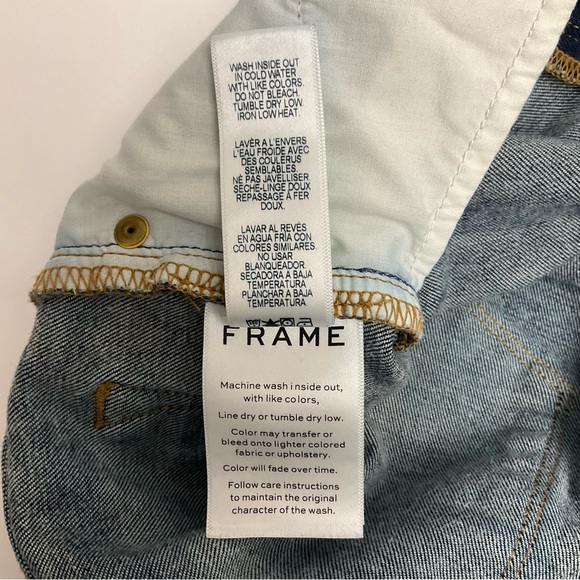 WASH INSIDE OUT
IN COLD WATER
WITH LIKE COLORS.
DO NOT BLEACH.
TUMBLE DRY LOW.
IRON LOW HEAT.
LAVER A L'ENVERS
L'EAU FROIDE AVEC
DES COULERUS
SEMBLABLES.
NE PAS JAVELLISER.
SECHE-LINGE DOUX
REPASSAGE A FER
DOUX.
LAVAR AL REVÉS
EN AGUA FRÍA CON
COLORES SIMILARES.
NO USAR
BLANQUEADOR
SECADORA A BAJA
TEMPERATURA
PLANCHAR A BAJA
TEMPERATURA
FRAME
Machine wash inside out,
with like colors,
Line dry or tumble dry low.
Color may transfer or
bleed onto lighter colored
fabric or upholstery.
Color will fade over time.
Follow care instructions
to maintain the original
character of the wash.